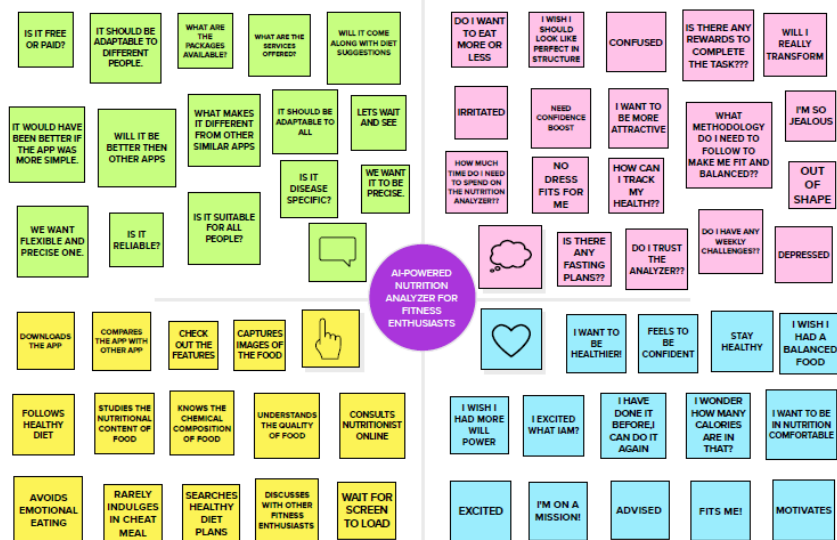 IS IT FREE
OR PAID?
IT SHOULD BE
ADAPTABLE TO
DIFFERENT
PEOPLE.
WHAT ARE
THE
PACKAGES
AVAILABLE?
WHAT ARE THE
SERVICES
OFFERED?
WILL IT COME
ALONG WITH DIET
SUGGESTIONS
IT WOULD HAVE
BEEN BETTER IF
THE APP WAS
MORE SIMPLE.
WILL IT BE
BETTER THEN
OTHER APPS
WHAT MAKES
IT DIFFERENT
FROM OTHER
SIMILAR APPS
IT SHOULD BE
ADAPTABLE TO
ALL
LETS WAIT
AND SEE
IS IT
DISEASE
SPECIFIC?
WE WANT
IT TO BE
PRECISE.
WE WANT
FLEXIBLE AND
PRECISE ONE.
IS IT
RELIABLE?
IS IT SUITABLE
FOR ALL
PEOPLE?
DO I WANT
TO EAT
MORE OR
LESS
I WISH I
SHOULD
LOOK LIKE
PERFECT IN
STRUCTURE
CONFUSED
IS THERE ANY
REWARDS TO
COMPLETE
THE TASK???
WILL I
REALLY
TRANSFORM
IRRITATED
NEED
CONFIDENCE
BOOST
I WANT TO
BE MORE
ATTRACTIVE
WHAT
METHODOLOGY
DO I NEED TO
FOLLOW TO
MAKE ME FIT AND
BALANCED??
I'M SO
JEALOUS
HOW MUCH
TIME DO I NEED
TO SPEND ON
THE NUTRITION
ANALYZER??
NO
DRESS
FITS FOR
ME
HOW CAN
I TRACK
MY
HEALTH??
OUT
OF
SHAPE
IS THERE
ANY
FASTING
PLANS??
DO I TRUST
THE
ANALYZER??
DO I HAVE ANY
WEEKLY
CHALLENGES??
DEPRESSED
AI-POWERED
NUTRITION
ANALYZER FOR
FITNESS
ENTHUSIASTS
DOWNLOADS
THE APP
COMPARES
THE APP WITH
OTHER APP
CHECK
OUT THE
FEATURES
CAPTURES
IMAGES OF
THE FOOD
FOLLOWS
HEALTHY
DIET
STUDIES THE
NUTRITIONAL
CONTENT OF
FOOD
KNOWS THE
CHEMICAL
COMPOSITION
OF FOOD
UNDERSTANDS
THE QUALITY
OF FOOD
CONSULTS
NUTRITIONIST
ONLINE
AVOIDS
EMOTIONAL
EATING
RARELY
INDULGES
IN CHEAT
MEAL
SEARCHES
HEALTHY
DIET
PLANS
DISCUSSES
WITH OTHER
FITNESS
ENTHUSIASTS
WAIT FOR
SCREEN
TO LOAD
I WANT TO
BE
HEALTHIER!
FEELS TO
BE
CONFIDENT
STAY
HEALTHY
I WISH I
HAD A
BALANCED
FOOD
I WISH I
HAD MORE
WILL
POWER
I EXCITED
WHAT IAM?
I HAVE
DONE IT
BEFORE,I
CAN DO IT
AGAIN
I WONDER
HOW MANY
CALORIES
ARE IN
THAT?
I WANT TO BE
IN NUTRITION
COMFORTABLE
EXCITED
I'M ON A
MISSION!
ADVISED
FITS ME!
MOTIVATES